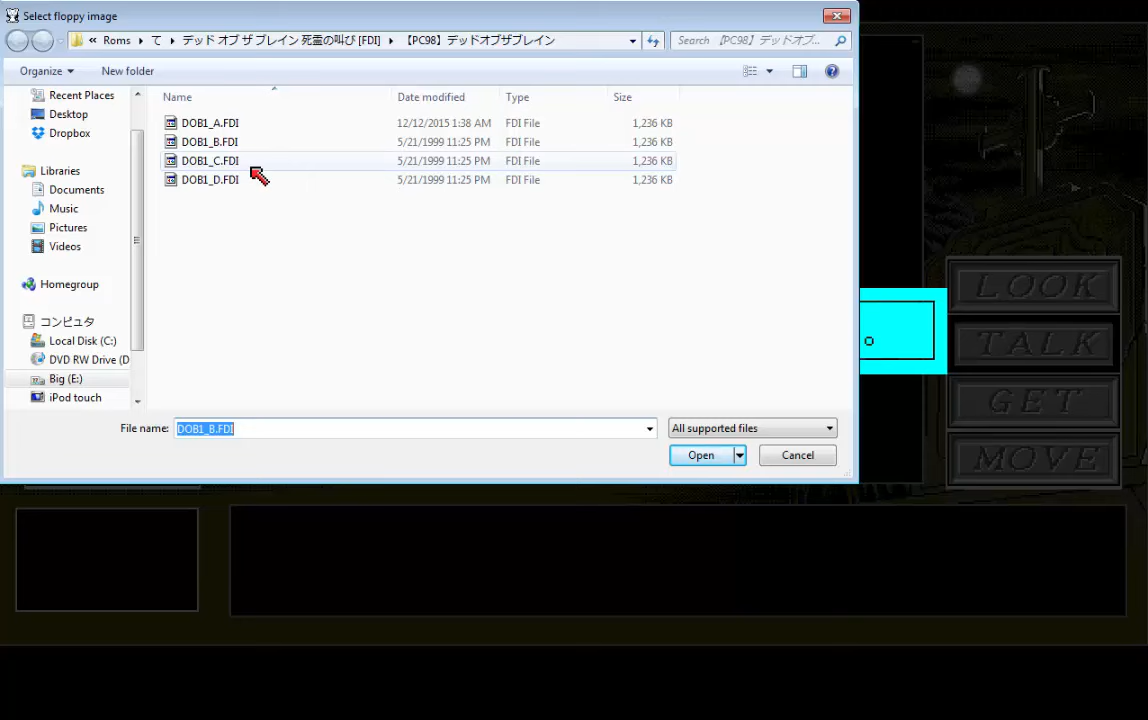 Select floppy image
« Roms て デッド オブ ザ ブレイン 死霊の叫び [FDI] 【PC98】デッドオブザブレイン
Search 【PC98】デッドオブ...
Organize New folder
Name Date modified Type Size
Recent Places
Desktop
Dropbox
Libraries
Documents
Music
Pictures
Videos
Homegroup
コンピュタ
Local Disk (C:)
DVD RW Drive (D
Big (E:)
iPod touch
DOB1_A.FDI 12/12/2015 1:38 AM FDI File 1,236 KB
DOB1_B.FDI 5/21/1999 11:25 PM FDI File 1,236 KB
DOB1_C.FDI 5/21/1999 11:25 PM FDI File 1,236 KB
DOB1_D.FDI 5/21/1999 11:25 PM FDI File 1,236 KB
File name: DOB1_B.FDI All supported files
Open Cancel
。
LOOK
TALK
GET
MOVE